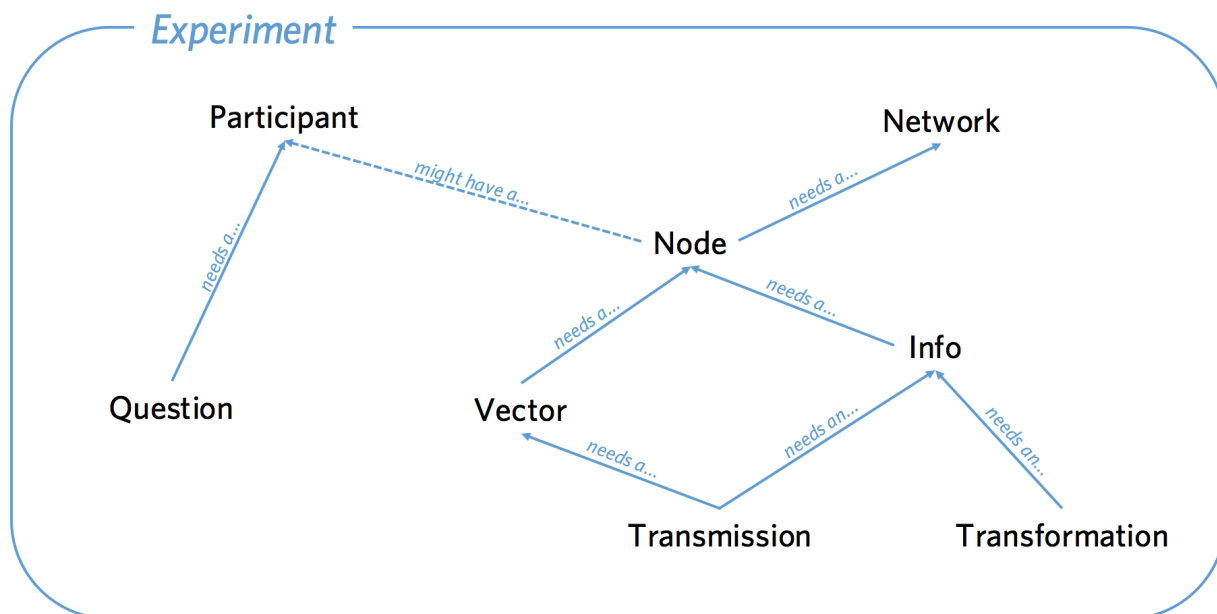 Experiment
Participant
Network
might have a...
needs a...
needs a...
Node
needs a...
needs a...
Info
Question
Vector
needs an...
needs an...
needs a...
Transmission
Transformation